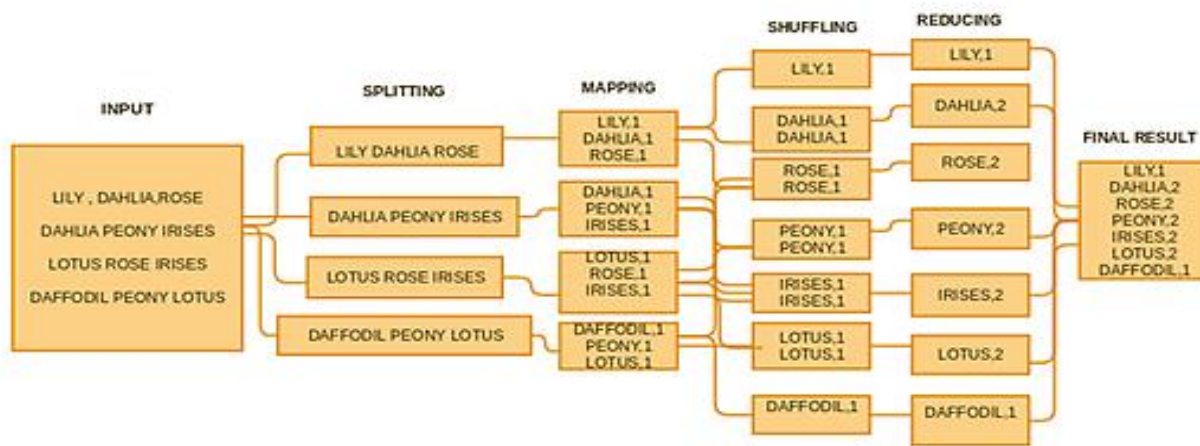 INPUT
LILY , DAHLIA,ROSE
DAHLIA PEONY IRISES
LOTUS ROSE IRISES
DAFFODIL PEONY LOTUS
SPLITTING
LILY DAHLIA ROSE
DAHLIA PEONY IRISES
LOTUS ROSE IRISES
DAFFODIL PEONY LOTUS
MAPPING
LILY,1
DAHLIA,1
ROSE,1
DAHLIA,1
PEONY,1
IRISES,1
LOTUS,1
ROSE,1
IRISES,1
DAFFODIL,1
PEONY,1
LOTUS,1
SHUFFLING
LILY,1
DAHLIA,1
DAHLIA,1
ROSE,1
ROSE,1
PEONY,1
PEONY,1
IRISES,1
IRISES,1
LOTUS,1
LOTUS,1
DAFFODIL,1
REDUCING
LILY,1
DAHLIA,2
ROSE,2
PEONY,2
IRISES,2
LOTUS,2
DAFFODIL,1
FINAL RESULT
LILY,1
DAHLIA,2
ROSE,2
PEONY,2
IRISES,2
LOTUS,2
DAFFODIL,1